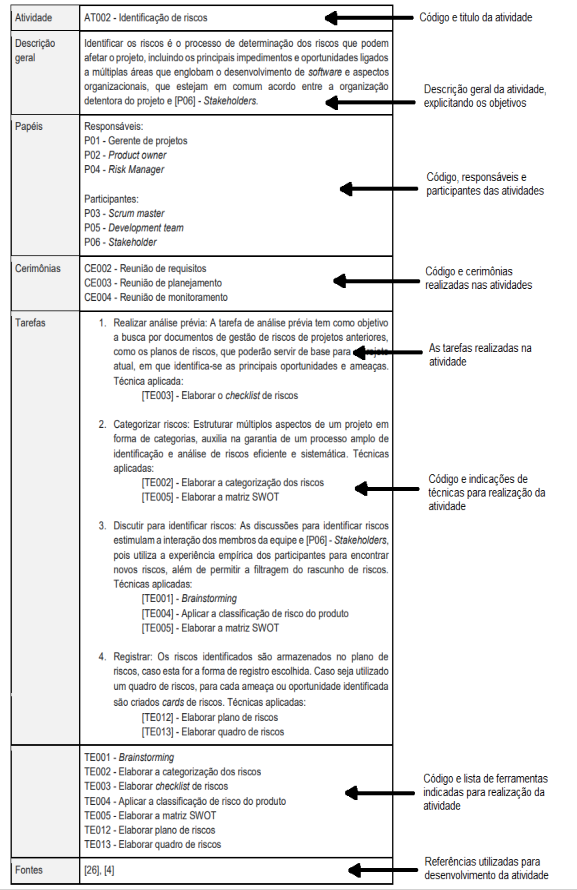 Atividade
AT002 - Identificação de riscos
Código e titulo da atividade
Descrição
geral
Identificar os riscos é o processo de determinação dos riscos que podem
afetar o projeto, incluindo os principais impedimentos e oportunidades ligados
a múltiplas áreas que englobam o desenvolvimento de software e aspectos
organizacionais, que estejam em comum acordo entre a organização
detentora do projeto e [P06] - Stakeholders.
Descrição geral da atividade,
explicitando os objetivos
Papéis
Responsáveis:
P01 - Gerente de projetos
P02 - Product owner
P04 - Risk Manager
Participantes:
P03 - Scrum master
P05 - Development team
P06 - Stakeholder
Código, responsáveis e
participantes das atividades
Cerimônias
CE002 - Reunião de requisitos
CE003 - Reunião de planejamento
CE004 - Reunião de monitoramento
Código e cerimônias
realizadas nas atividades
Tarefas
1. Realizar análise prévia: A tarefa de análise prévia tem como objetivo
a busca por documentos de gestão de riscos de projetos anteriores,
como os planos de riscos, que poderão servir de base para
atual, em que identifica-se as principais oportunidades e ameaças.
Técnica aplicada:
[TE003] - Elaborar o checklist de riscos
As tarefas realizadas na
atividade
2. Categorizar riscos: Estruturar múltiplos aspectos de um projeto em
forma de categorias, auxilia na garantia de um processo amplo de
identificação e análise de riscos eficiente e sistemática. Técnicas
aplicadas:
[TE002] - Elaborar a categorização dos riscos
[TE005] - Elaborar a matriz SWOT
Código e indicações de
técnicas para realização da
atividade
3. Discutir para identificar riscos: As discussões para identificar riscos
estimulam a interação dos membros da equipe e [P06] - Stakeholders,
pois utiliza a experiência empírica dos participantes para encontrar
novos riscos, além de permitir a filtragem do rascunho de riscos.
Técnicas aplicadas:
[TE001] - Brainstorming
[TE004] - Aplicar a classificação de risco do produto
[TE005] - Elaborar a matriz SWOT
4. Registrar: Os riscos identificados são armazenados no plano de
riscos, caso esta for a forma de registro escolhida. Caso seja utilizado
um quadro de riscos, para cada ameaça ou oportunidade identificada
são criados cards de riscos. Técnicas aplicadas:
[TE012] - Elaborar plano de riscos
[TE013] - Elaborar quadro de riscos
TE001 - Brainstorming
TE002 - Elaborar a categorização dos riscos
TE003 - Elaborar checklist de riscos
TE004 - Aplicar a classificação de risco do produto
TE005 - Elaborar a matriz SWOT
TE012 - Elaborar plano de riscos
TE013 - Elaborar quadro de riscos
Código e lista de ferramentas
indicadas para realização da
atividade
Fontes
[26], [4]
Referências utilizadas para
desenvolvimento da atividade